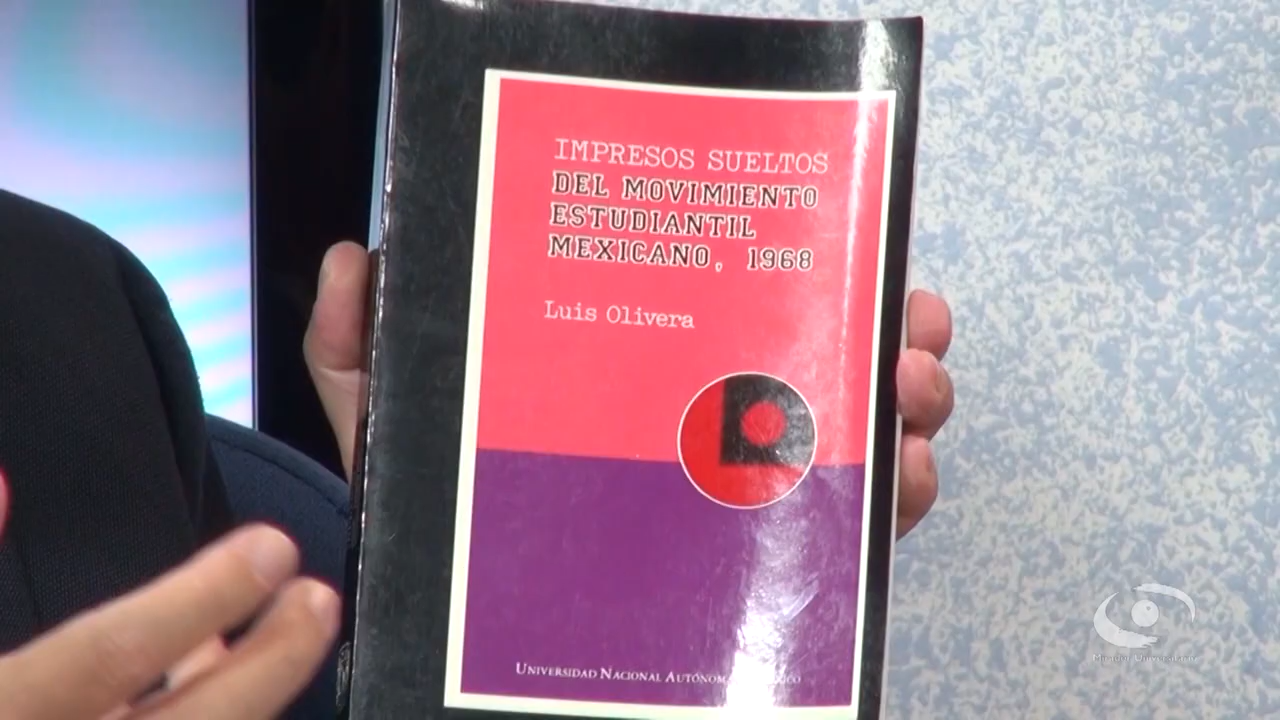 IMPRESOS SUELTOS
DEL MOVIMIENTO
ESTUDIANTIL
MEXICANO, 1968
Luis Olivera
UNIVERSIDAD NACIONAL AUTÓNOMA